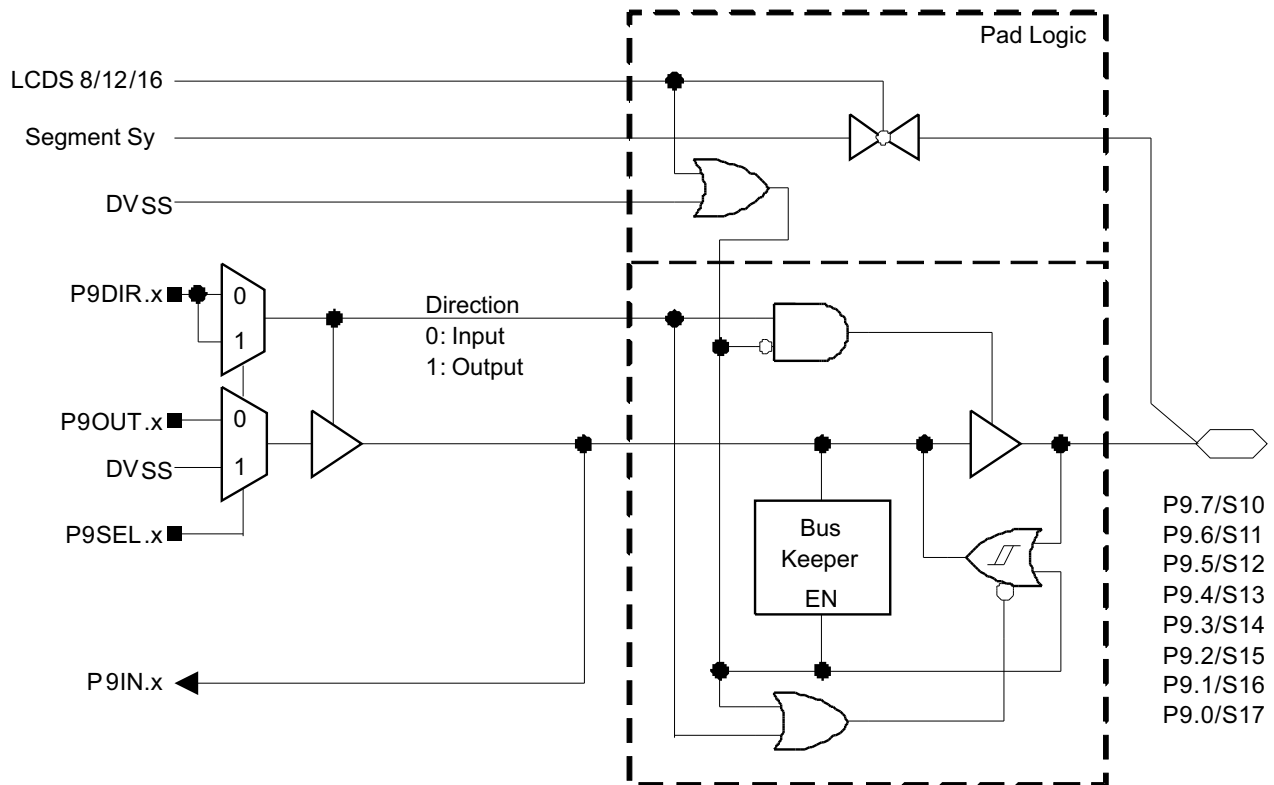 Pad Logic
LCDS 8/12/16
Segment Sy
DVSS
P9DIR.x
0
1
Direction
0: Input
1: Output
P9OUT.x
0
DVSS
1
P9SEL.x
Bus
Keeper
EN
P9IN.x
P9.7/S10
P9.6/S11
P9.5/S12
P9.4/S13
P9.3/S14
P9.2/S15
P9.1/S16
P9.0/S17